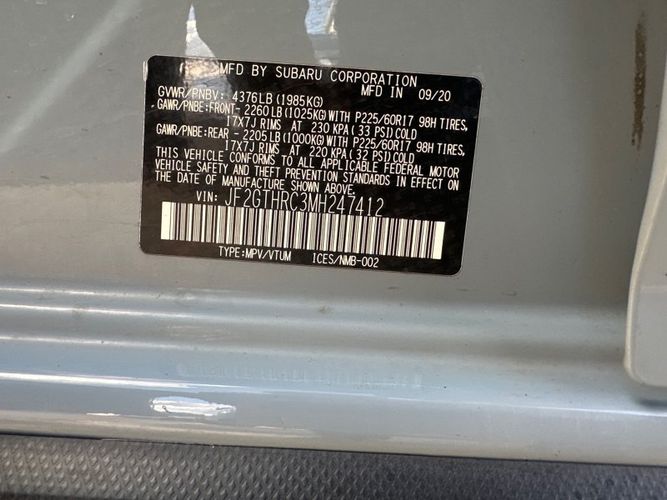 MFD BY SUBARU CORPORATION
GVWR/PNBV: 4376LB(1985KG) MFD IN 09/20
GAWR/PNBE:FRONT- 2260LB(1025KG)WITH P225/60R17 98H TIRES,
17x7J RIMS AT 230 KPA(33 PSI)COLD
GAWR/PNBE:REAR - 2205LB(1000KG)WITH P225/60R17 98H TIRES,
17x7J RIMS AT 220 KPA(32 PSI)COLD
THIS VEHICLE CONFORMS TO ALL APPLICABLE FEDERAL MOTOR
VEHICLE SAFETY,THEFT PREVENTION AND BUMPER STANDARDS
IN EFFECT ON THE DATE OF MANUFACTURE SHOWN ABOVE.
VIN: JF2GTHRC3MH247412
TYPE:MPV/VTUM ICES/NMB-002